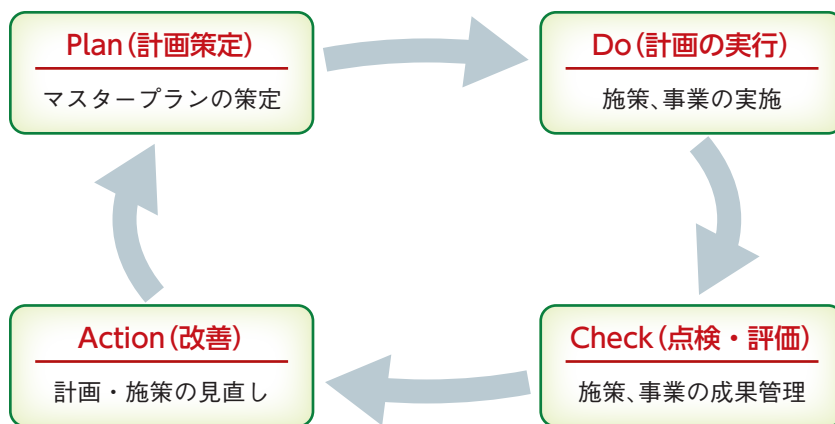 Plan(計画策定)
マスタープランの策定
Do(計画の実行)
施策、事業の実施
Check(点検・評価)
施策、事業の成果管理
Action(改善)
計画・施策の見直し